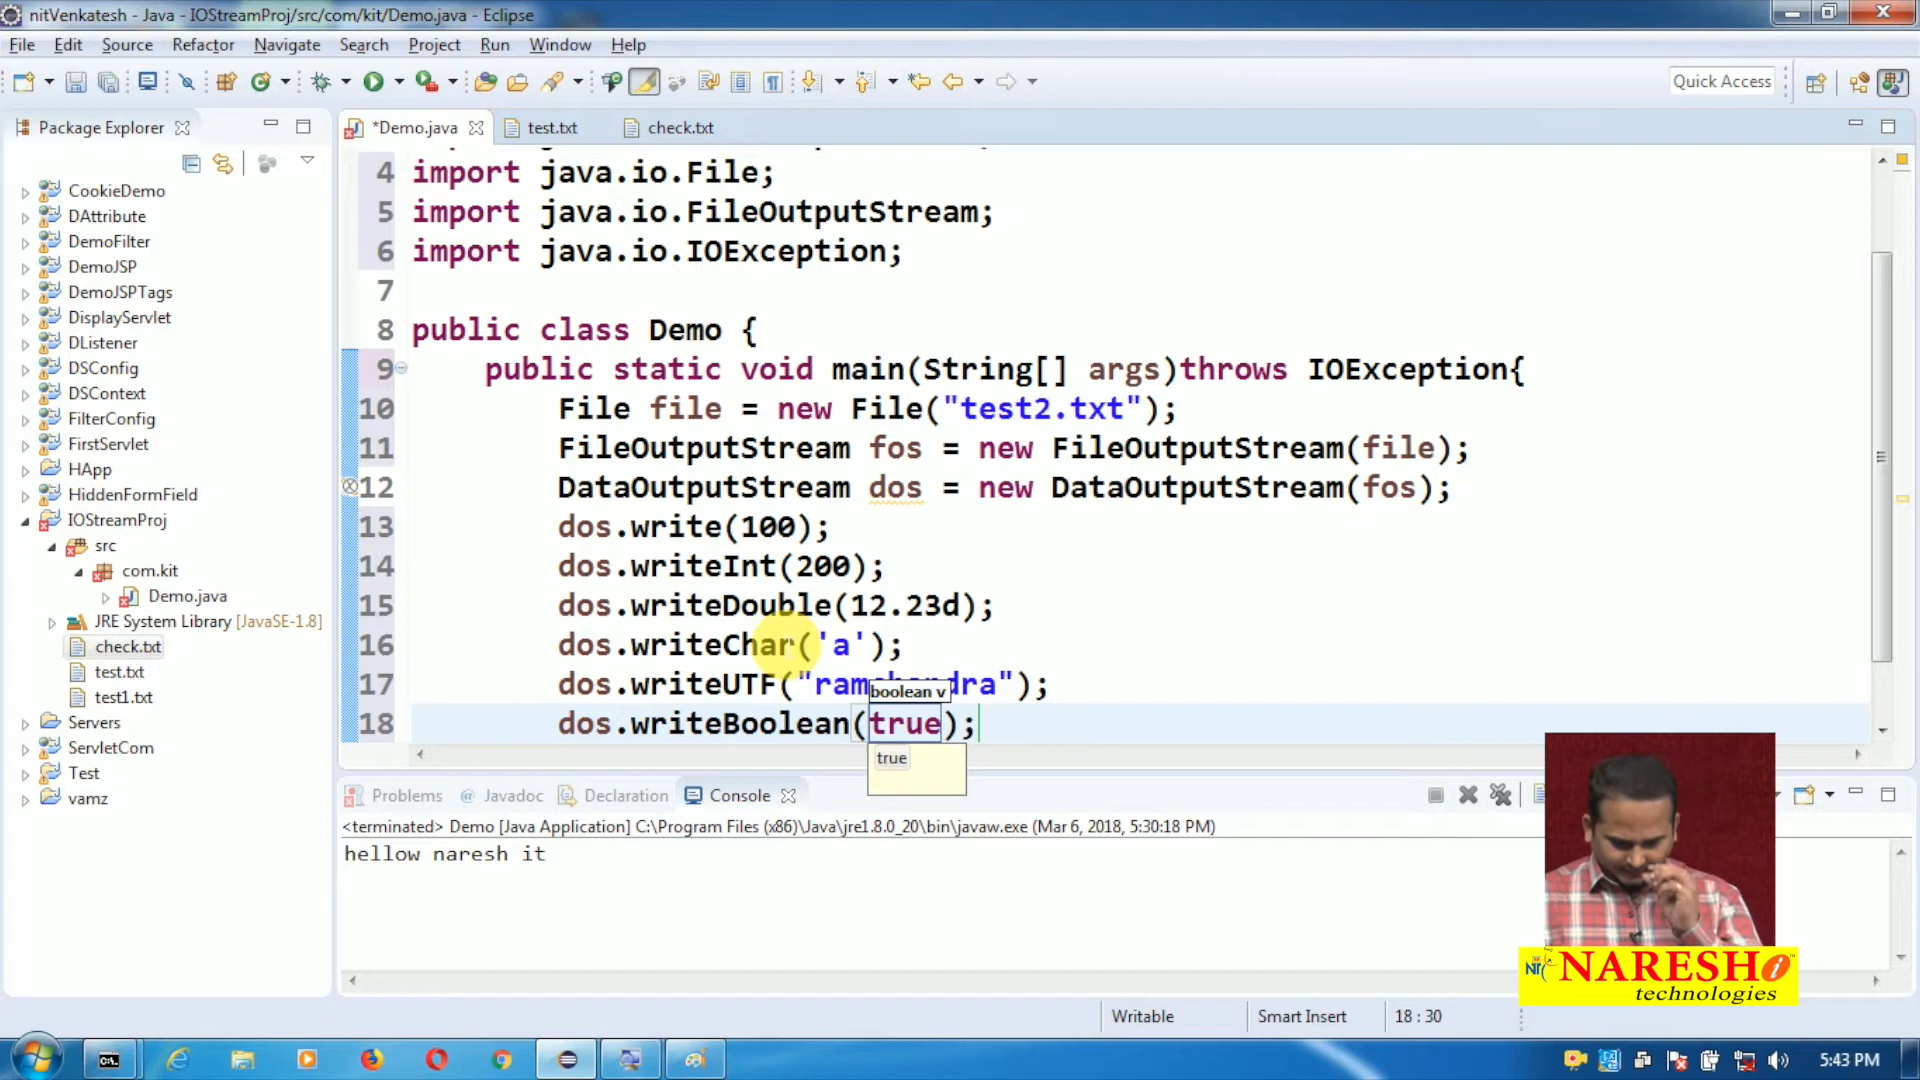 nitVenkatesh - Java - IOStreamProj/src/com/kit/Demo.java - Eclipse
File Edit Source Refactor Navigate Search Project Run Window Help
Quick Access
Package Explorer
*Demo.java test.txt check.txt
CookieDemo
DAttribute
DemoFilter
DemoJSP
DemoJSPTags
DisplayServlet
DListener
DSConfig
DSContext
FilterConfig
FirstServlet
HApp
HiddenFormField
IOStreamProj
src
com.kit
Demo.java
JRE System Library [JavaSE-1.8]
check.txt
test.txt
test1.txt
Servers
ServletCom
Test
vamz
4 import java.io.File;
5 import java.io.FileOutputStream;
6 import java.io.IOException;
7
8 public class Demo {
9 public static void main(String[] args)throws IOException{
10 File file = new File("test2.txt");
11 FileOutputStream fos = new FileOutputStream(file);
12 DataOutputStream dos = new DataOutputStream(fos);
13 dos.write(100);
14 dos.writeInt(200);
15 dos.writeDouble(12.23d);
16 dos.writeChar('a');
17 dos.writeUTF("ram dra");
boolean v
18 dos.writeBoolean(true);
true
Problems @ Javadoc Declaration Console
<terminated> Demo [Java Application] C:\Program Files (x86)\Java\jre1.8.0_20\bin\javaw.exe (Mar 6, 2018, 5:30:18 PM)
hellow naresh it
NARESH i
technologies
Writable Smart Insert 18 : 30
5:43 PM